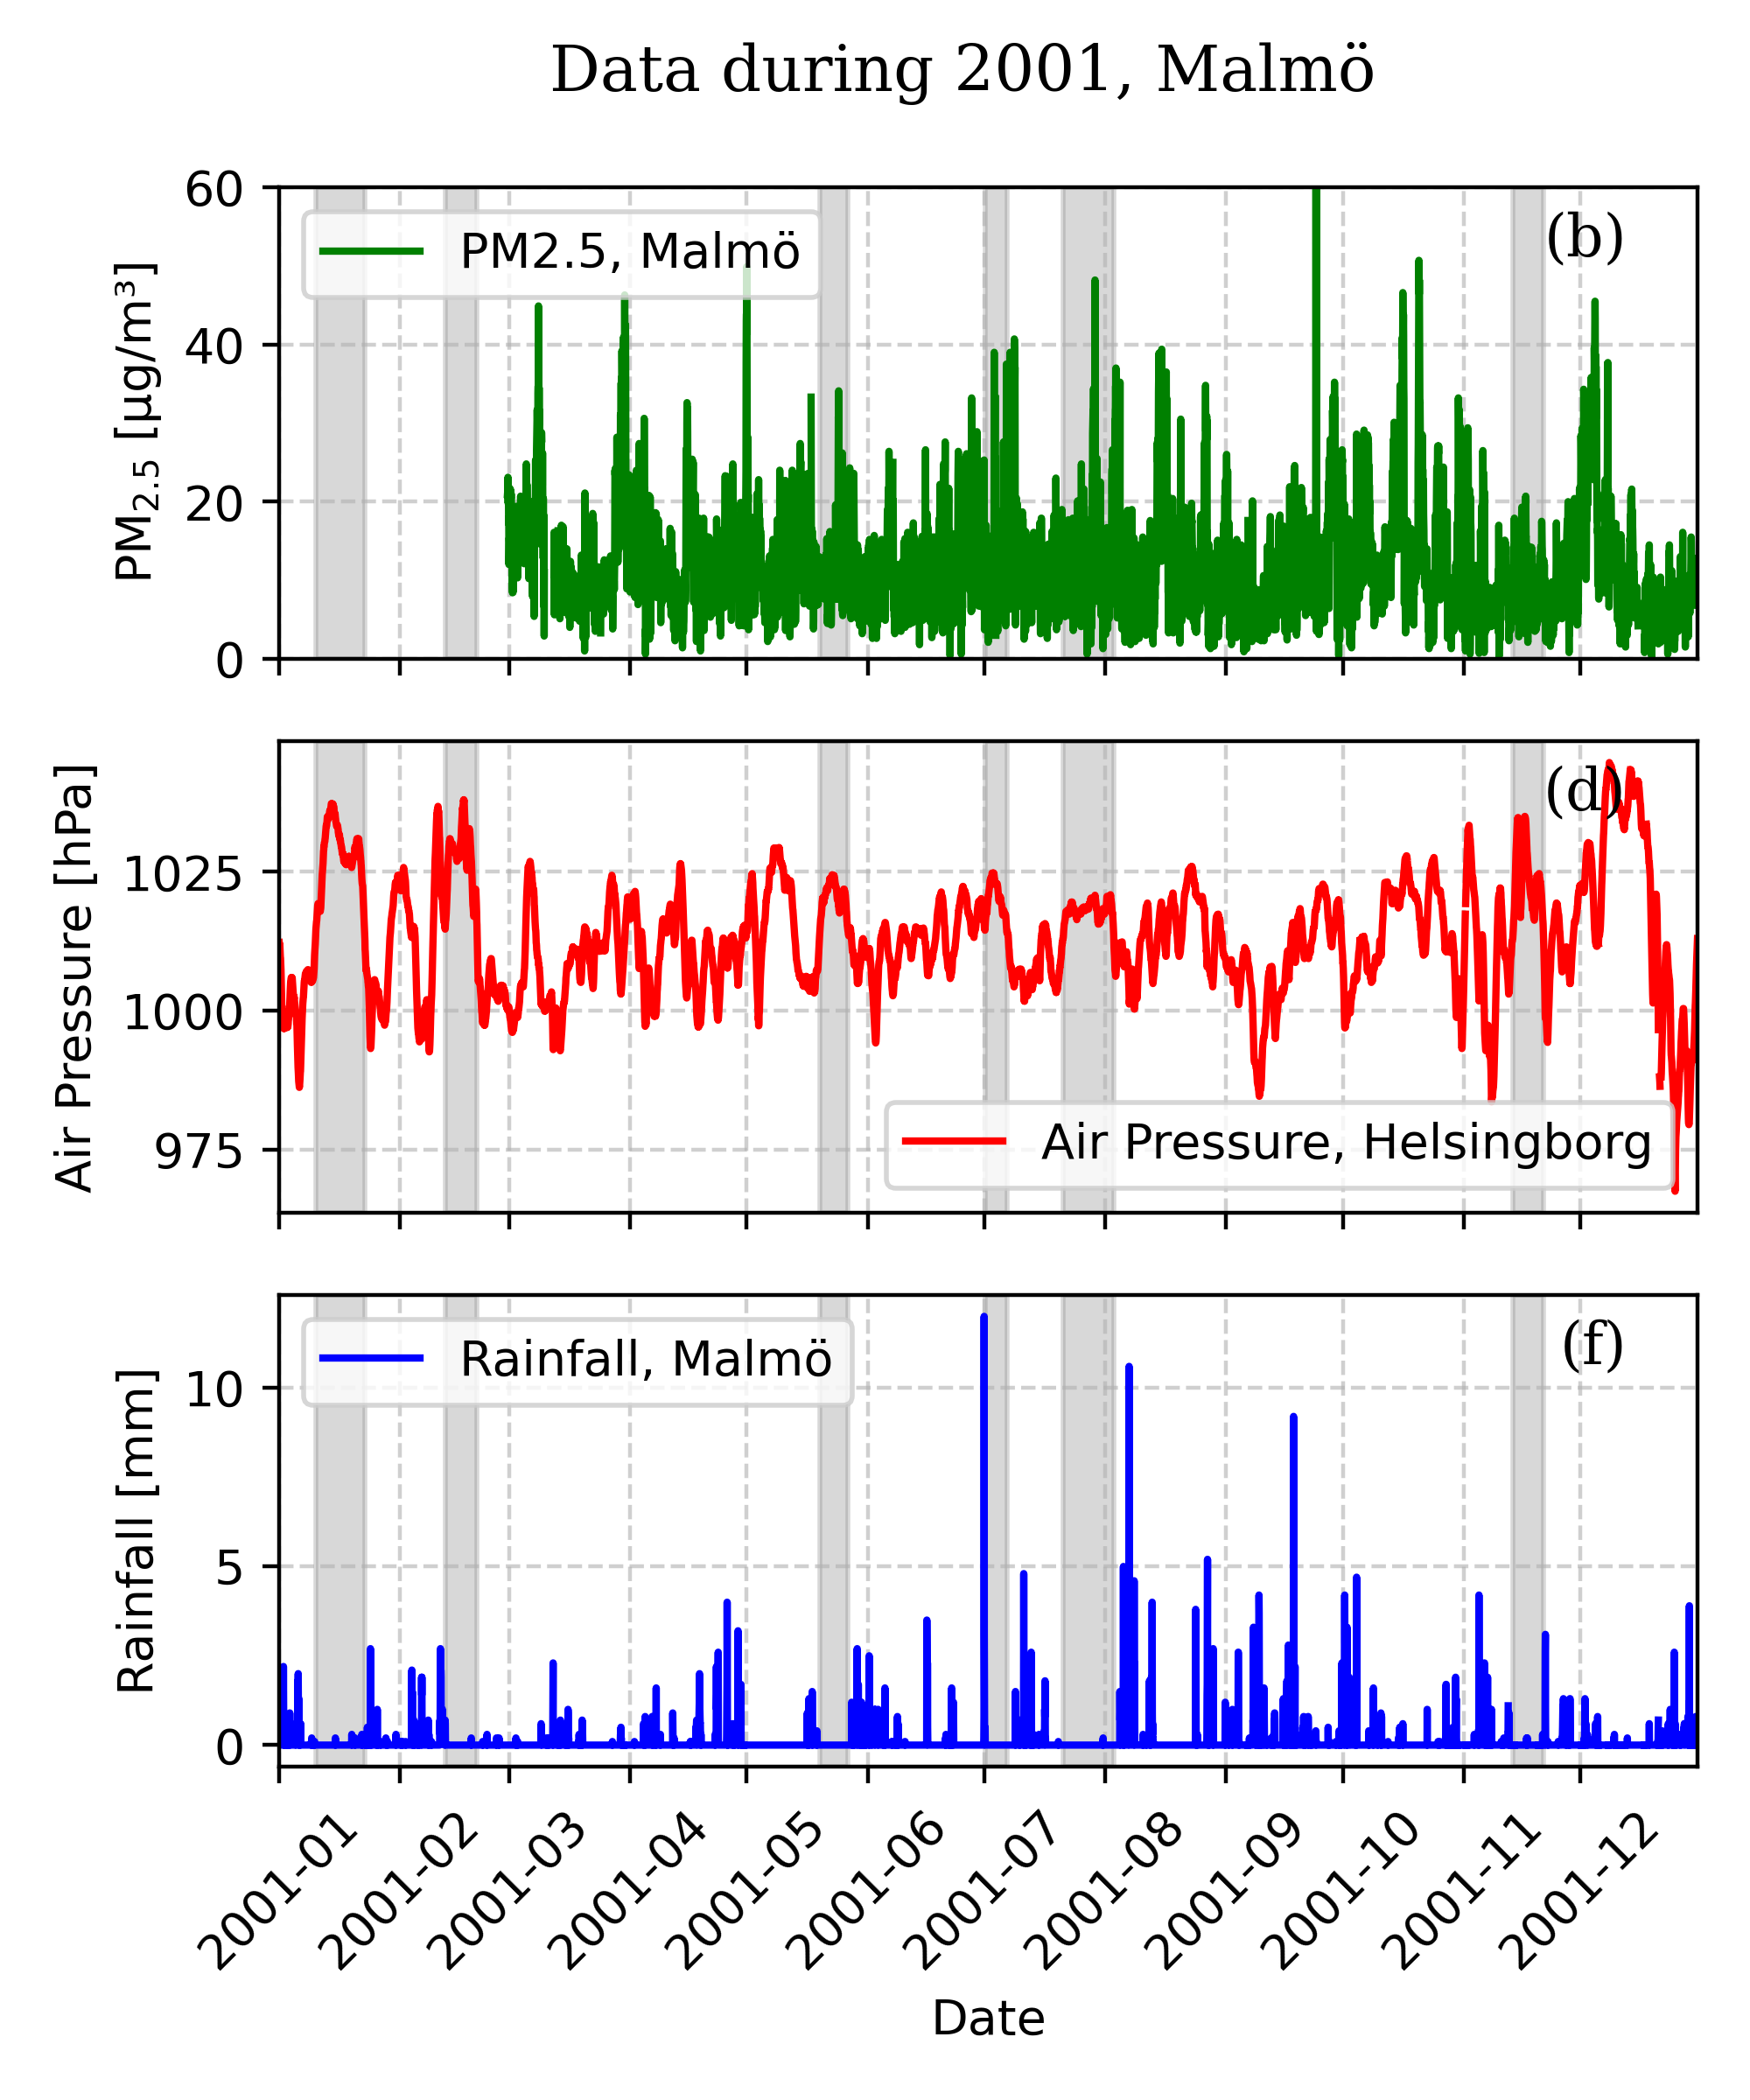 Data during 2001, Malmö
60
40
20
0
PM₂.₅ [µg/m³]
PM2.5, Malmö
(b)
1025
1000
975
Air Pressure [hPa]
(d)
Air Pressure, Helsingborg
10
5
0
Rainfall [mm]
Rainfall, Malmö
(f)
2001-01
2001-02
2001-03
2001-04
2001-05
2001-06
2001-07
2001-08
2001-09
2001-10
2001-11
2001-12
Date